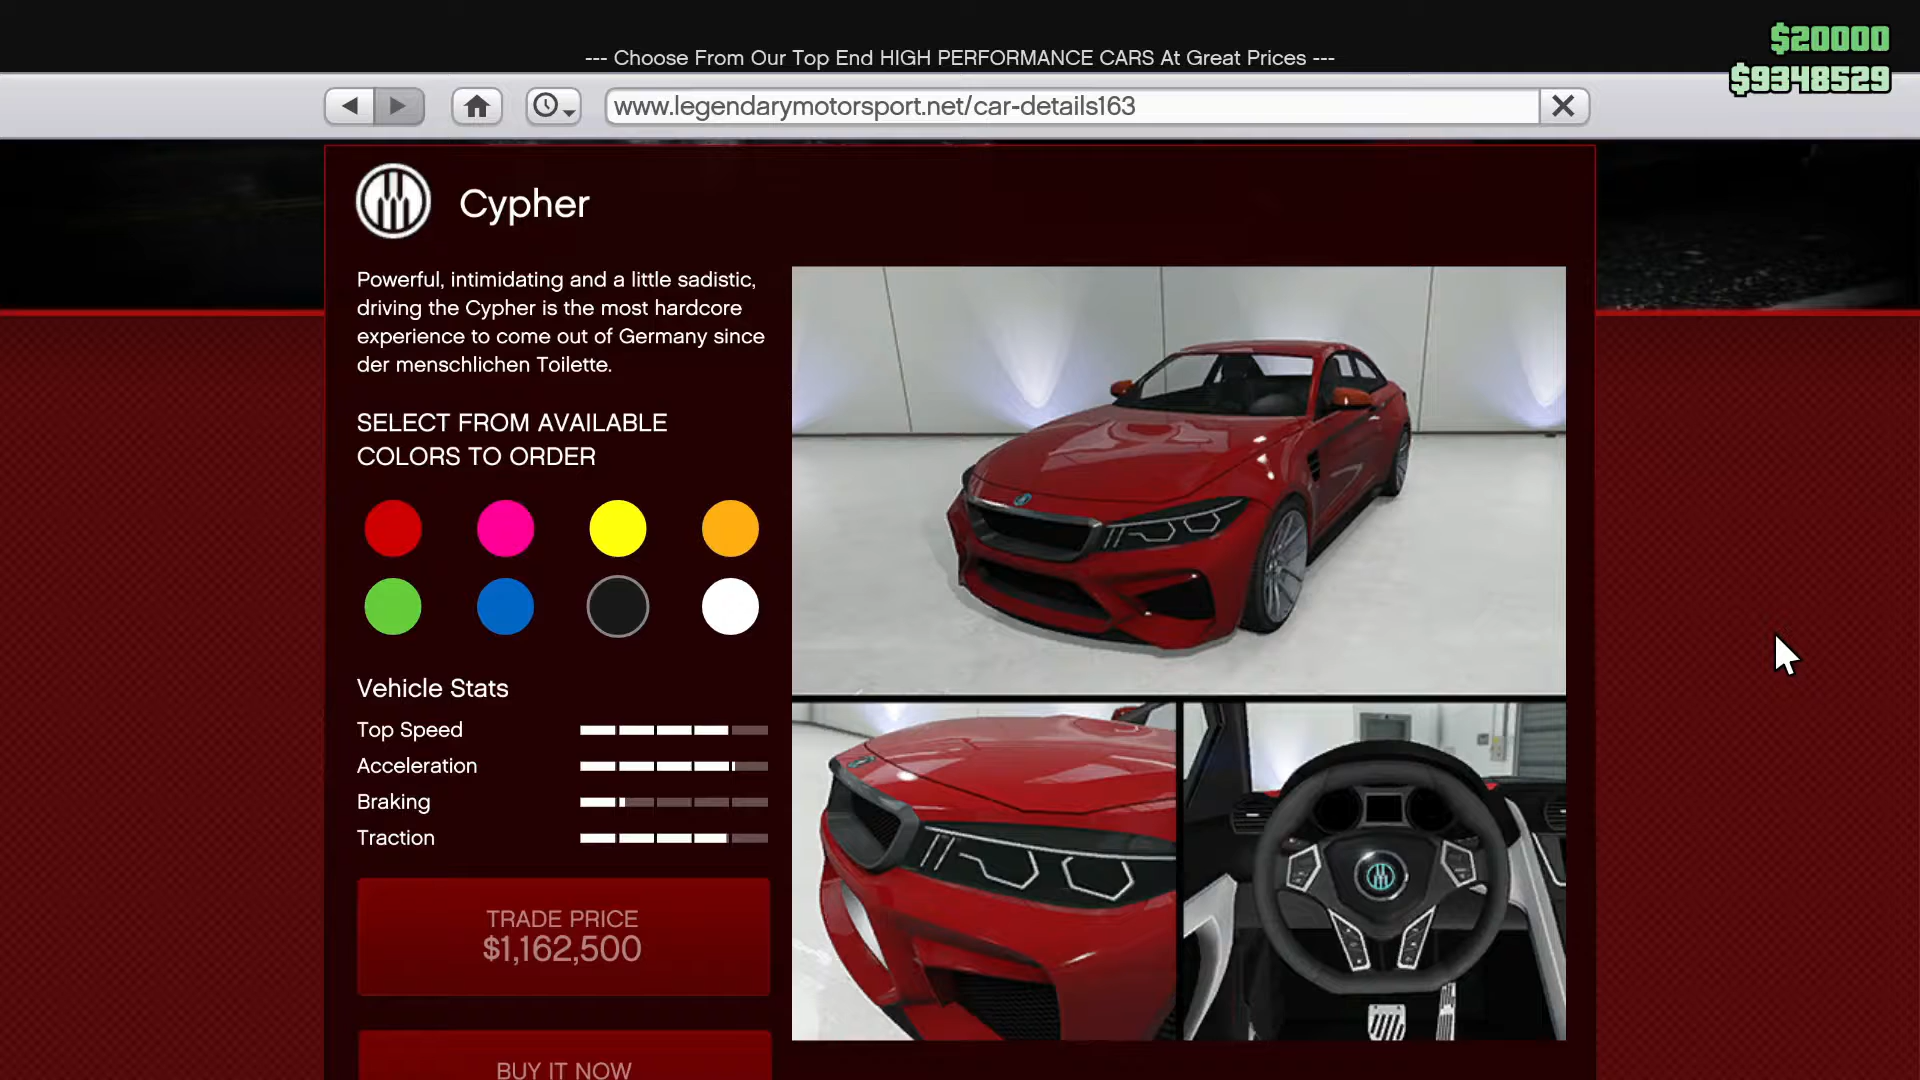 $20000
--- Choose From Our Top End HIGH PERFORMANCE CARS At Great Prices ---
$9348529
www.legendarymotorsport.net/car-details163
Cypher
Powerful, intimidating and a little sadistic,
driving the Cypher is the most hardcore
experience to come out of Germany since
der menschlichen Toilette.
SELECT FROM AVAILABLE
COLORS TO ORDER
Vehicle Stats
Top Speed
Acceleration
Braking
Traction
TRADE PRICE
$1,162,500
BUY IT NOW